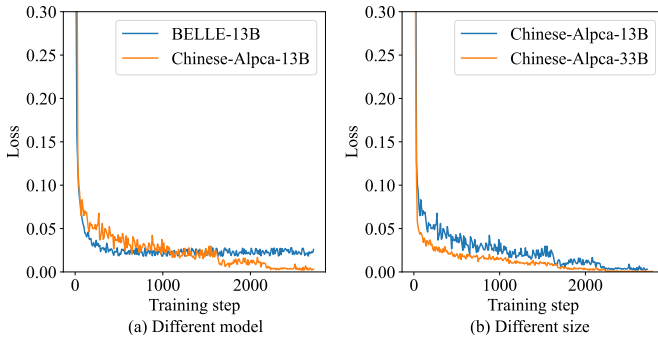 0.30
0.25
0.20
0.15
0.10
0.05
0.00
Loss
BELLE-13B
Chinese-Alpca-13B
0
1000
2000
Training step
(a) Different model
0.30
0.25
0.20
0.15
0.10
0.05
0.00
Loss
Chinese-Alpca-13B
Chinese-Alpca-33B
0
1000
2000
Training step
(b) Different size